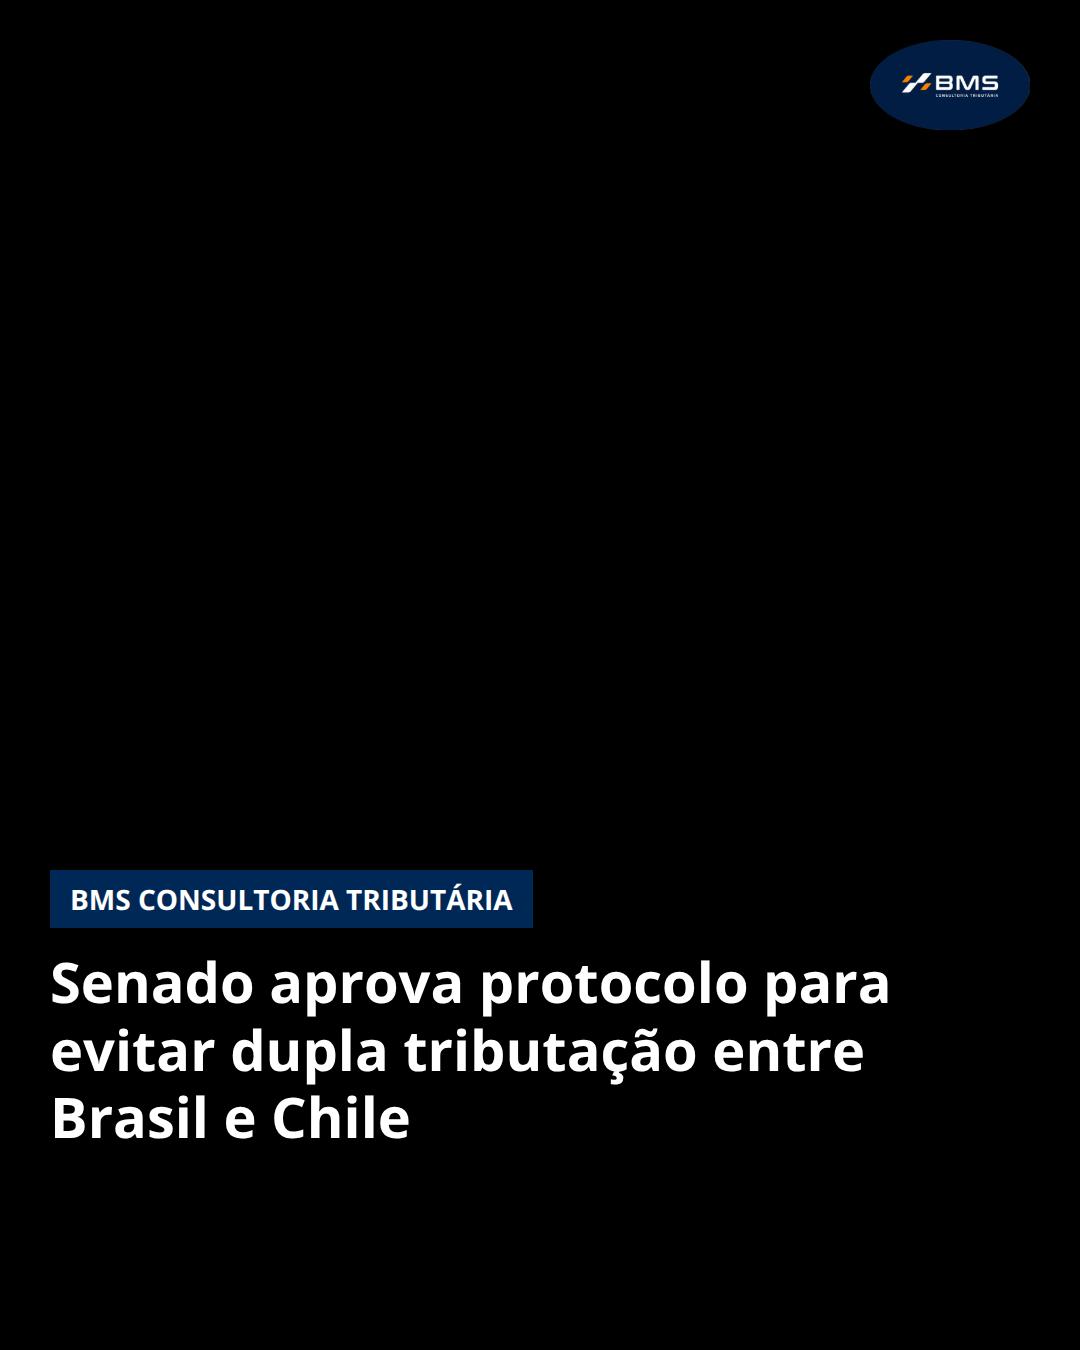 BMS
CONSULTORIA TRIBUTÁRIA
BMS CONSULTORIA TRIBUTÁRIA
Senado aprova protocolo para
evitar dupla tributação entre
Brasil e Chile